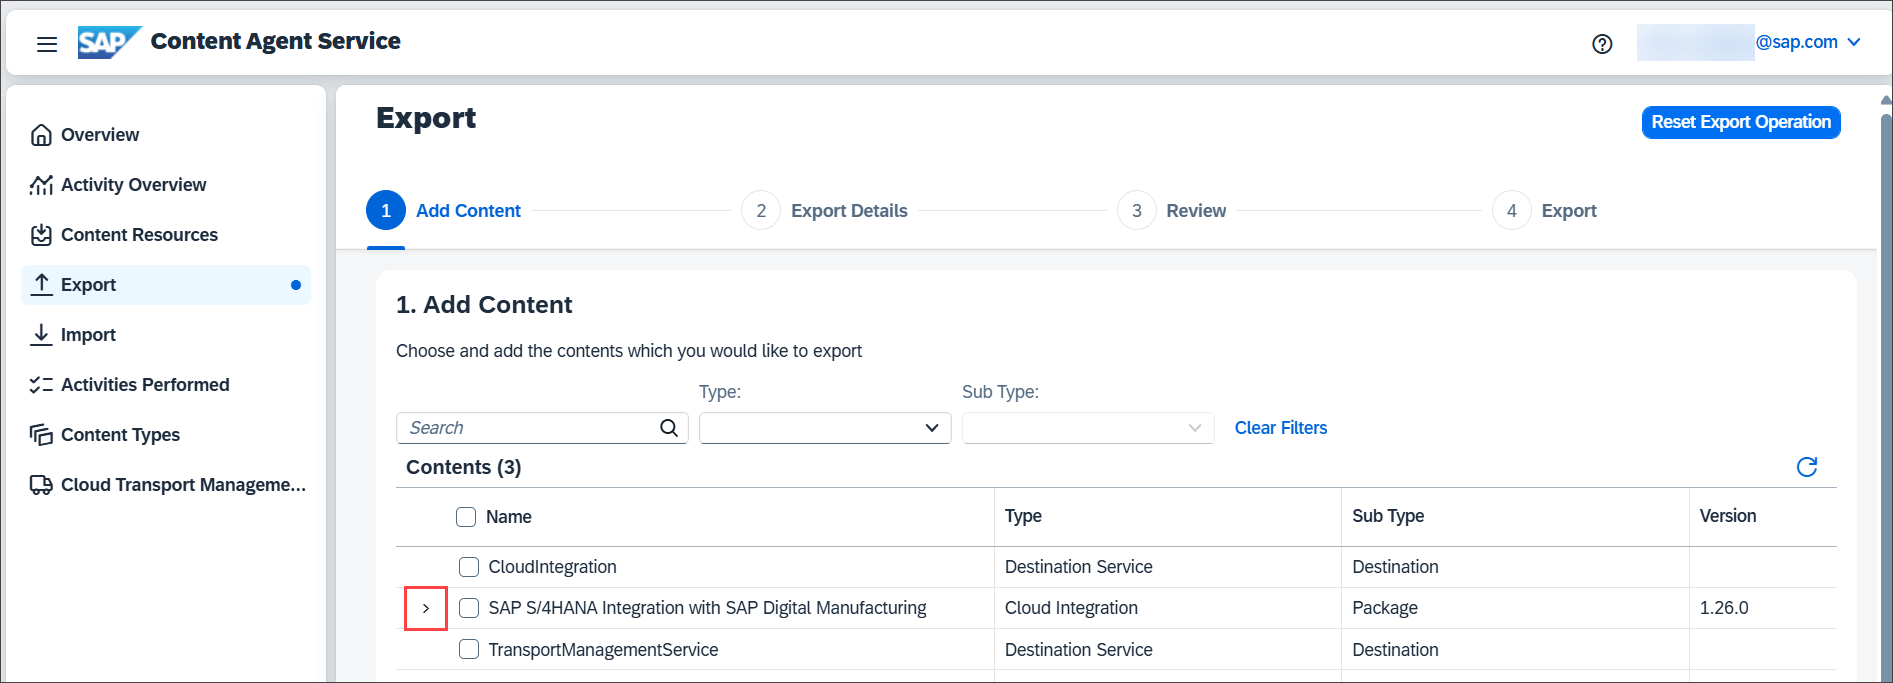 SAP Content Agent Service
@sap.com
Overview
Activity Overview
Content Resources
Export
Import
Activities Performed
Content Types
Cloud Transport Manageme...
Export
Reset Export Operation
1 Add Content
2 Export Details
3 Review
4 Export
1. Add Content
Choose and add the contents which you would like to export
Type:
Sub Type:
Search
Clear Filters
Contents (3)
Name Type Sub Type Version
CloudIntegration Destination Service Destination
SAP S/4HANA Integration with SAP Digital Manufacturing Cloud Integration Package 1.26.0
TransportManagementService Destination Service Destination